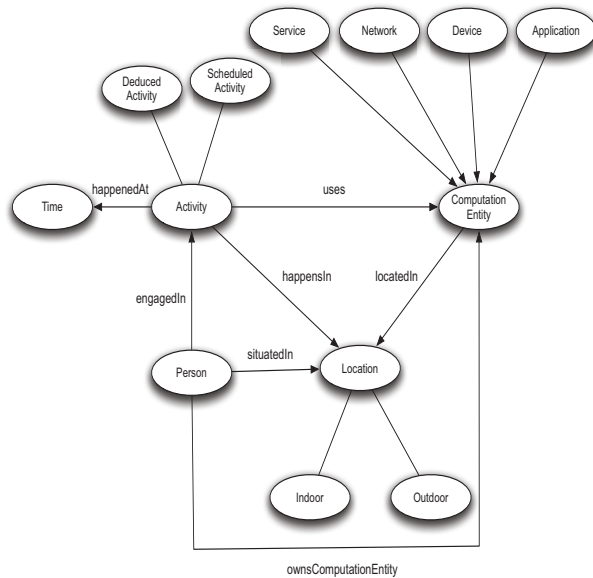 Service
Network
Device
Application
Deduced
Activity
Scheduled
Activity
happenedAt
Time
Activity
uses
Computation
Entity
happensIn
locatedIn
engagedIn
situatedIn
Person
Location
Indoor
Outdoor
ownsComputationEntity